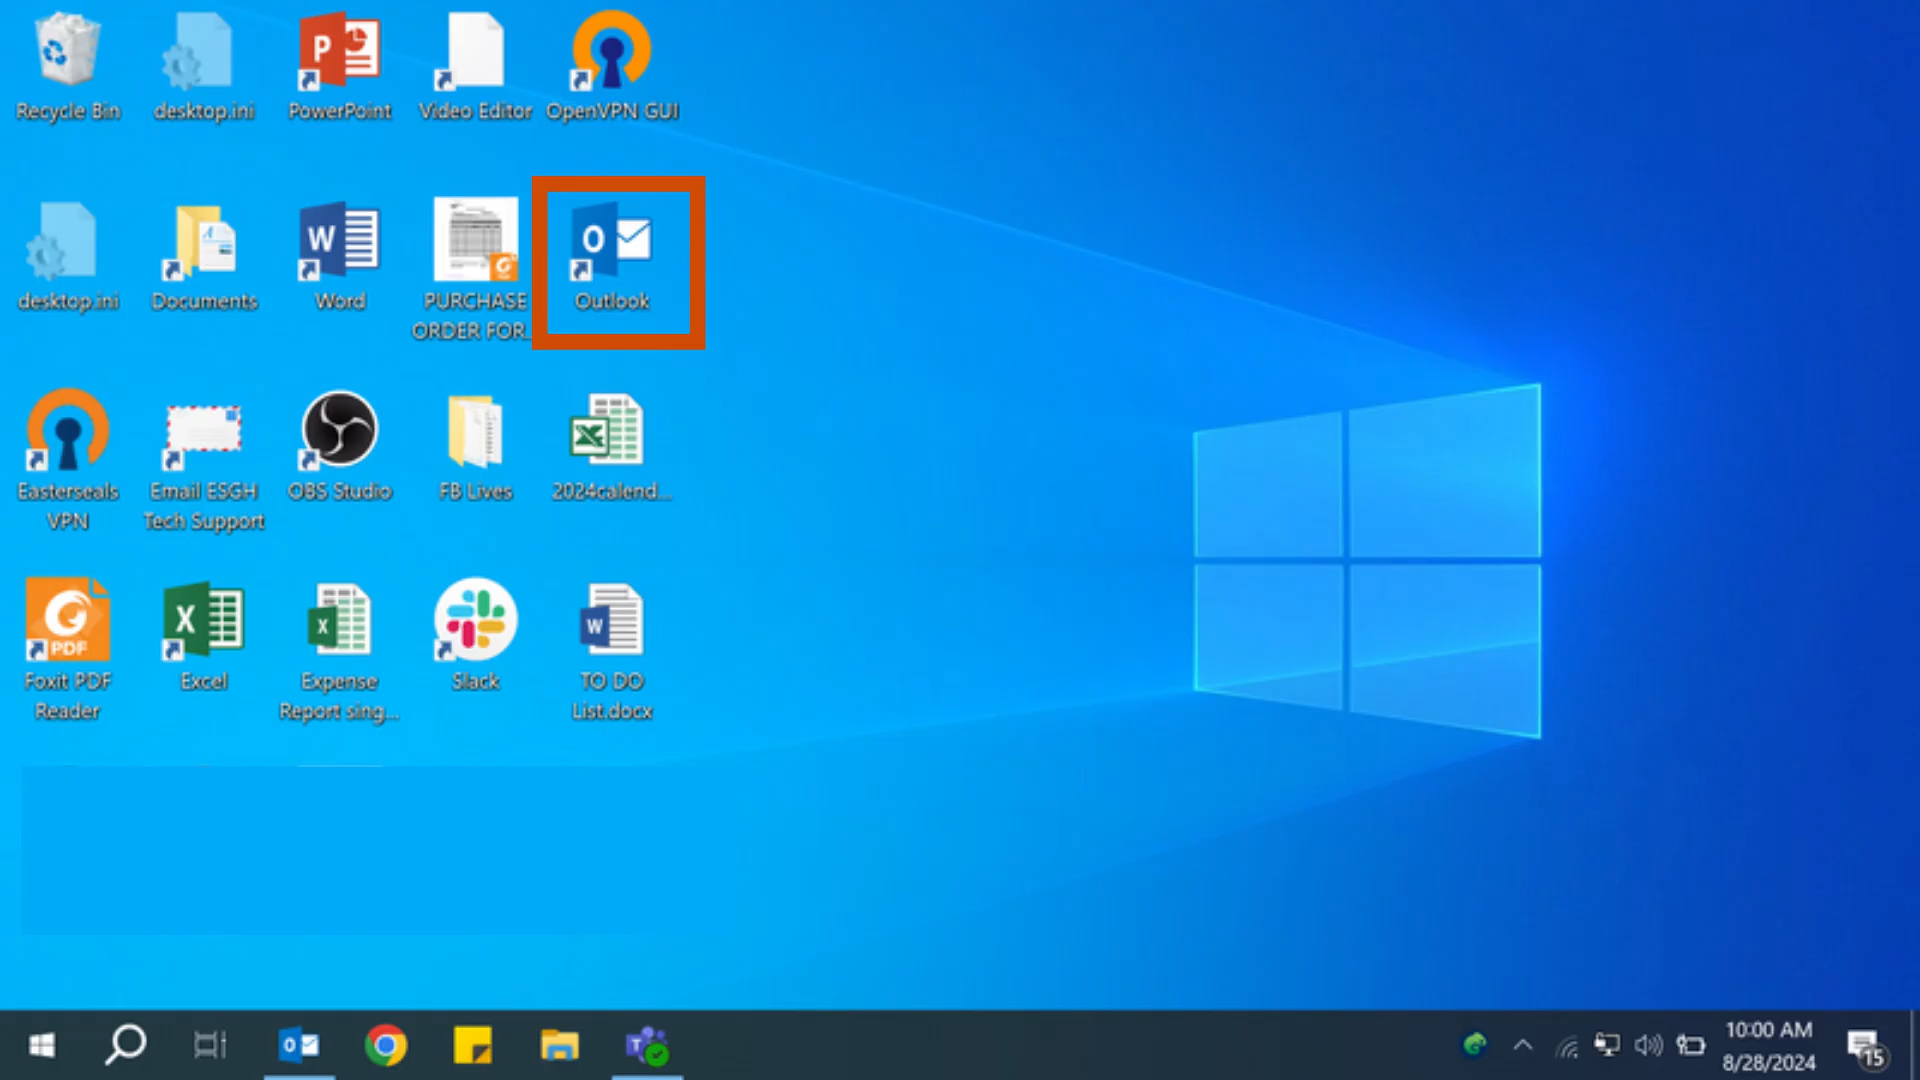 Recycle Bin
desktop.ini
P
PowerPoint
Video Editor
OpenVPN GUI
desktop.ini
Documents
W
Word
PURCHASE
ORDER FOR...
O
Outlook
Easterseals
VPN
Email ESGH
Tech Support
OBS Studio
FB Lives
X
2024calend...
PDF
Foxit PDF
Reader
X
Excel
X
Expense
Report sing...
Slack
W
TO DO
List.docx
O
T
10:00 AM
8/28/2024
15